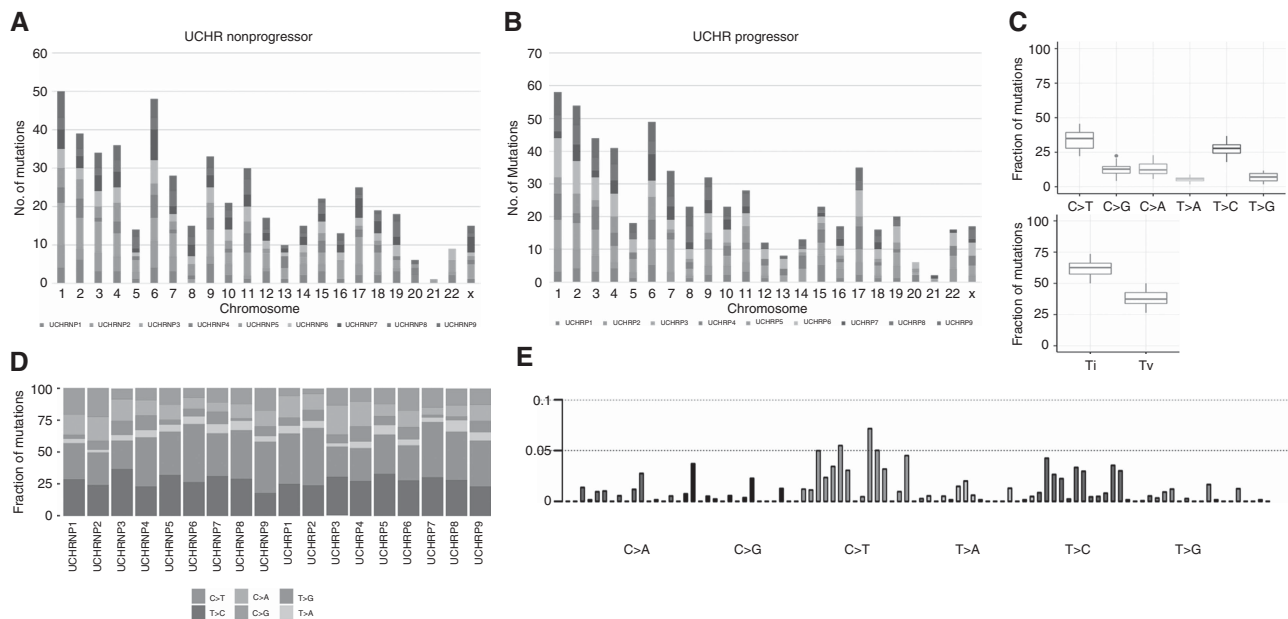 A
UCHR nonprogressor
No. of mutations
60
50
40
30
20
10
0
1 2 3 4 5 6 7 8 9 10 11 12 13 14 15 16 17 18 19 20 21 22 x
Chromosome
UCHRNP1 UCHRNP2 UCHRNP3 UCHRNP4 UCHRNP5 UCHRNP6 UCHRNP7 UCHRNP8 UCHRNP9
B
UCHR progressor
No. of Mutations
70
60
50
40
30
20
10
0
1 2 3 4 5 6 7 8 9 10 11 12 13 14 15 16 17 18 19 20 21 22 x
Chromosome
UCHRP1 UCHRP2 UCHRP3 UCHRP4 UCHRP5 UCHRP6 UCHRP7 UCHRP8 UCHRP9
C
Fraction of mutations
100
75
50
25
0
C>T C>G C>A T>A T>C T>G
Fraction of mutations
100
75
50
25
0
Ti Tv
D
Fraction of mutations
100
75
50
25
0
UCHRNP1 UCHRNP2 UCHRNP3 UCHRNP4 UCHRNP5 UCHRNP6 UCHRNP7 UCHRNP8 UCHRNP9 UCHRP1 UCHRP2 UCHRP3 UCHRP4 UCHRP5 UCHRP6 UCHRP7 UCHRP8 UCHRP9
C>T C>A T>G
T>C C>G T>A
E
0.1
0.05
0
C>A C>G C>T T>A T>C T>G